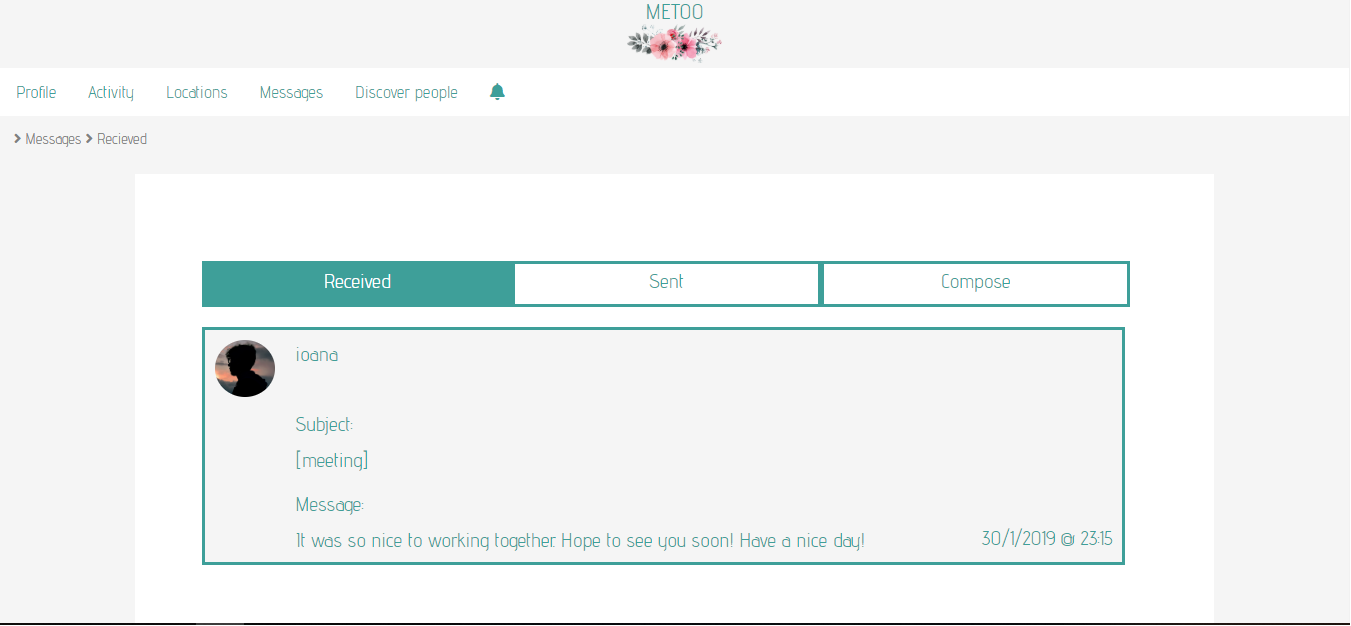 METOO
Profile Activity Locations Messages Discover people
Messages Recieved
Received Sent Compose
ioana
Subject:
[meeting]
Message:
It was so nice to working together. Hope to see you soon! Have a nice day!
30/1/2019 @ 23:15